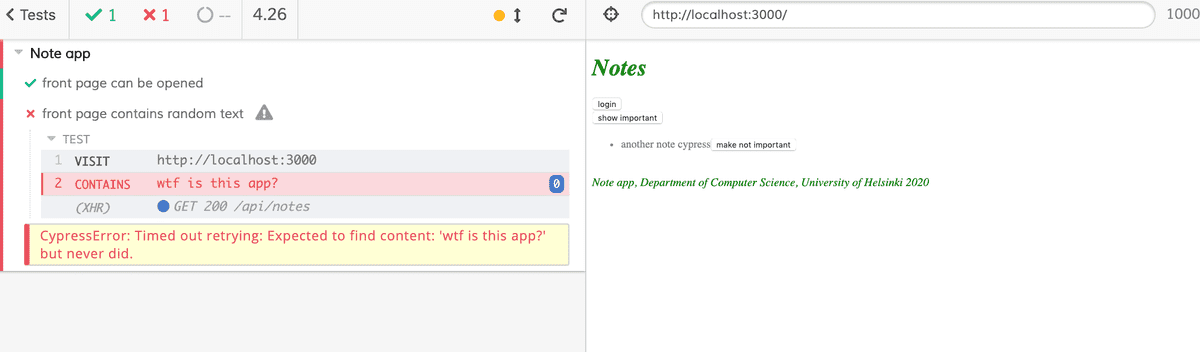 Tests 1 1 -- 4.26 http://localhost:3000/ 1000
Note app
front page can be opened
front page contains random text
TEST
1 VISIT http://localhost:3000
2 CONTAINS wtf is this app? 0
(XHR) GET 200 /api/notes
CypressError: Timed out retrying: Expected to find content: 'wtf is this app?'
but never did.
Notes
login
show important
another note cypress make not important
Note app, Department of Computer Science, University of Helsinki 2020